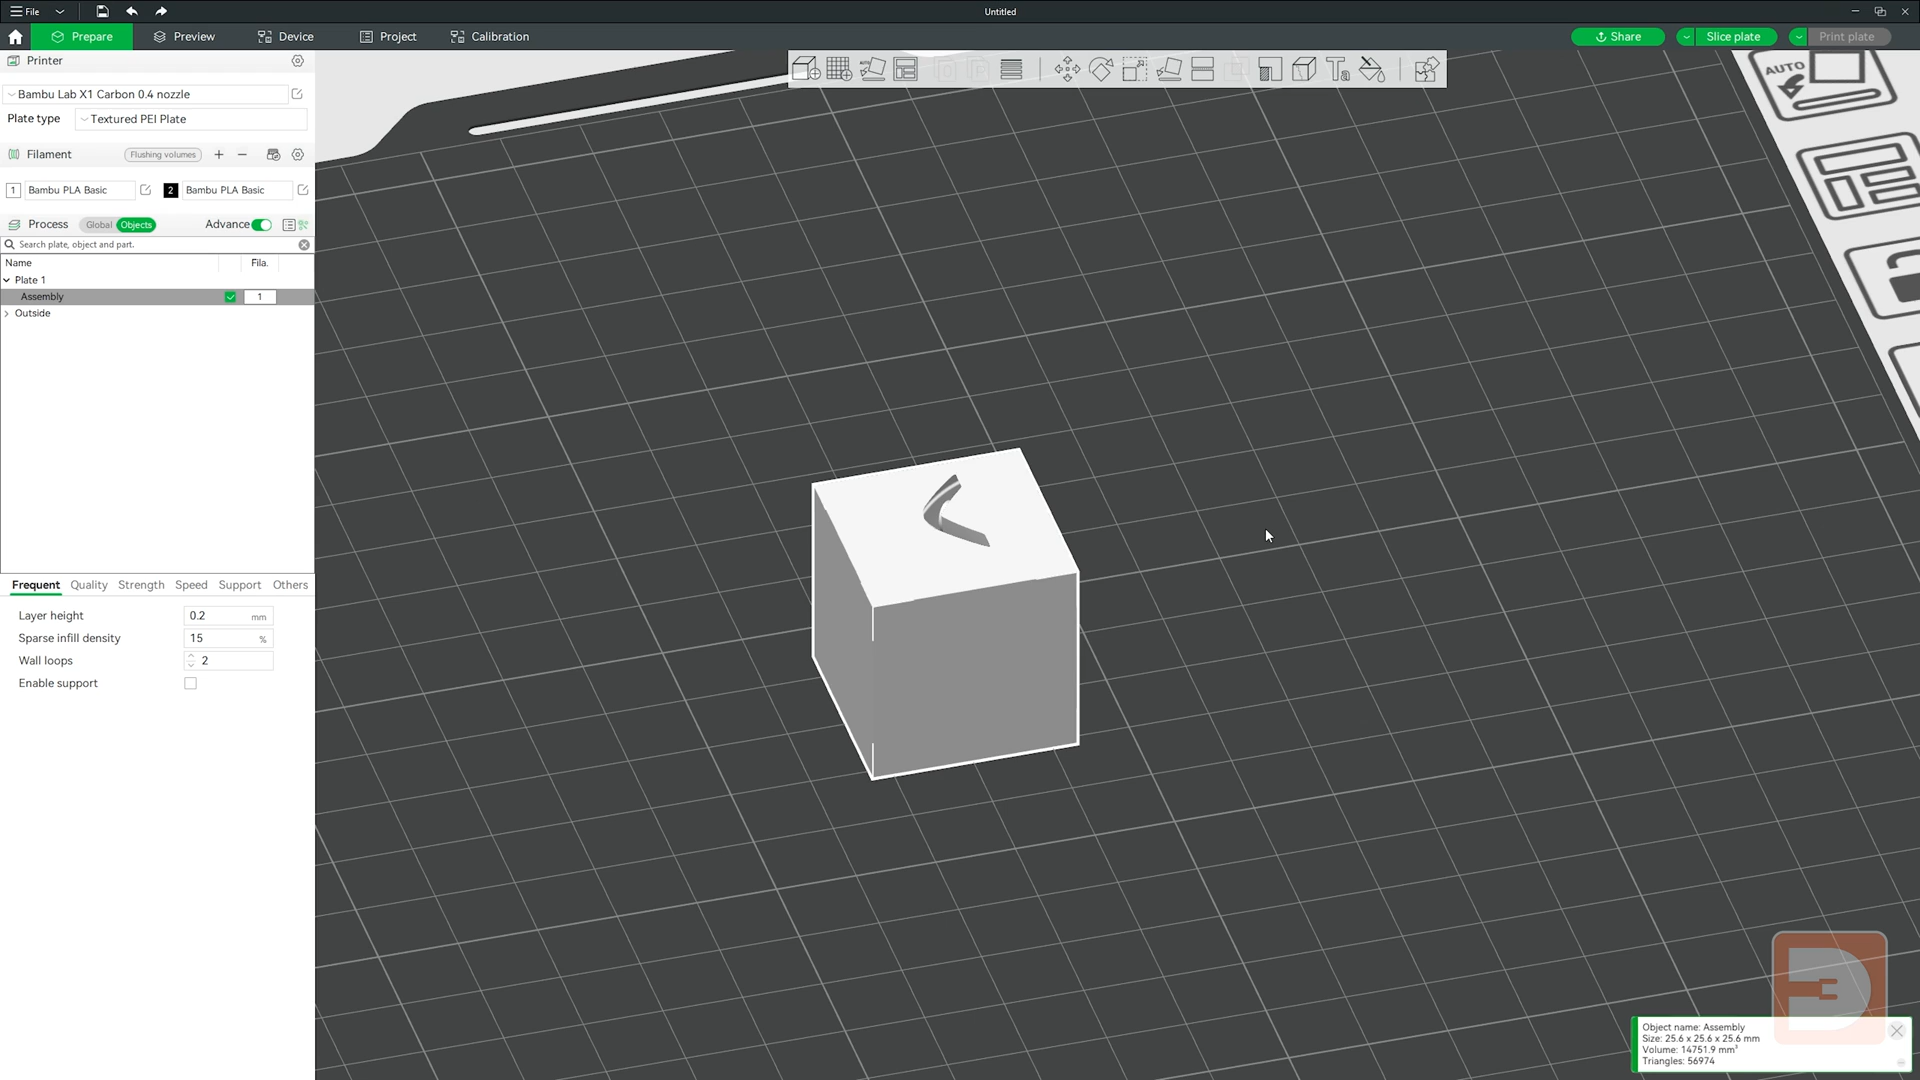 File
Untitled
Prepare
Preview
Device
Project
Calibration
Share
Slice plate
Print plate
Printer
Bambu Lab X1 Carbon 0.4 nozzle
Plate type
Textured PEI Plate
Filament
Flushing volumes
1
Bambu PLA Basic
2
Bambu PLA Basic
Process
Global
Objects
Advance
Search plate, object and part.
Name
Fila.
Plate 1
Assembly
1
Outside
Frequent
Quality
Strength
Speed
Support
Others
Layer height
0.2
mm
Sparse infill density
15
%
Wall loops
2
Enable support
AUTO
Object name: Assembly
Size: 25.6 x 25.6 x 25.6 mm
Volume: 14751.9 mm³
Triangles: 56974